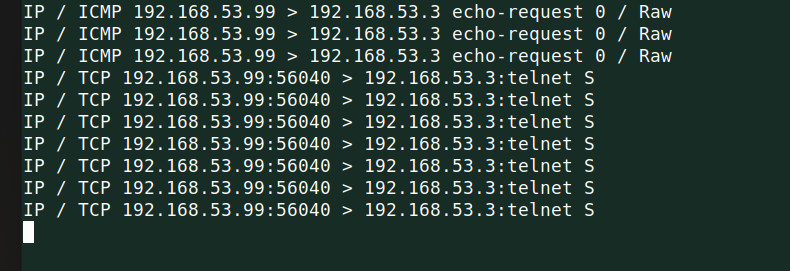 IP / ICMP 192.168.53.99 > 192.168.53.3 echo-request 0 / Raw
IP / ICMP 192.168.53.99 > 192.168.53.3 echo-request 0 / Raw
IP / ICMP 192.168.53.99 > 192.168.53.3 echo-request 0 / Raw
IP / TCP 192.168.53.99:56040 > 192.168.53.3:telnet S
IP / TCP 192.168.53.99:56040 > 192.168.53.3:telnet S
IP / TCP 192.168.53.99:56040 > 192.168.53.3:telnet S
IP / TCP 192.168.53.99:56040 > 192.168.53.3:telnet S
IP / TCP 192.168.53.99:56040 > 192.168.53.3:telnet S
IP / TCP 192.168.53.99:56040 > 192.168.53.3:telnet S
IP / TCP 192.168.53.99:56040 > 192.168.53.3:telnet S